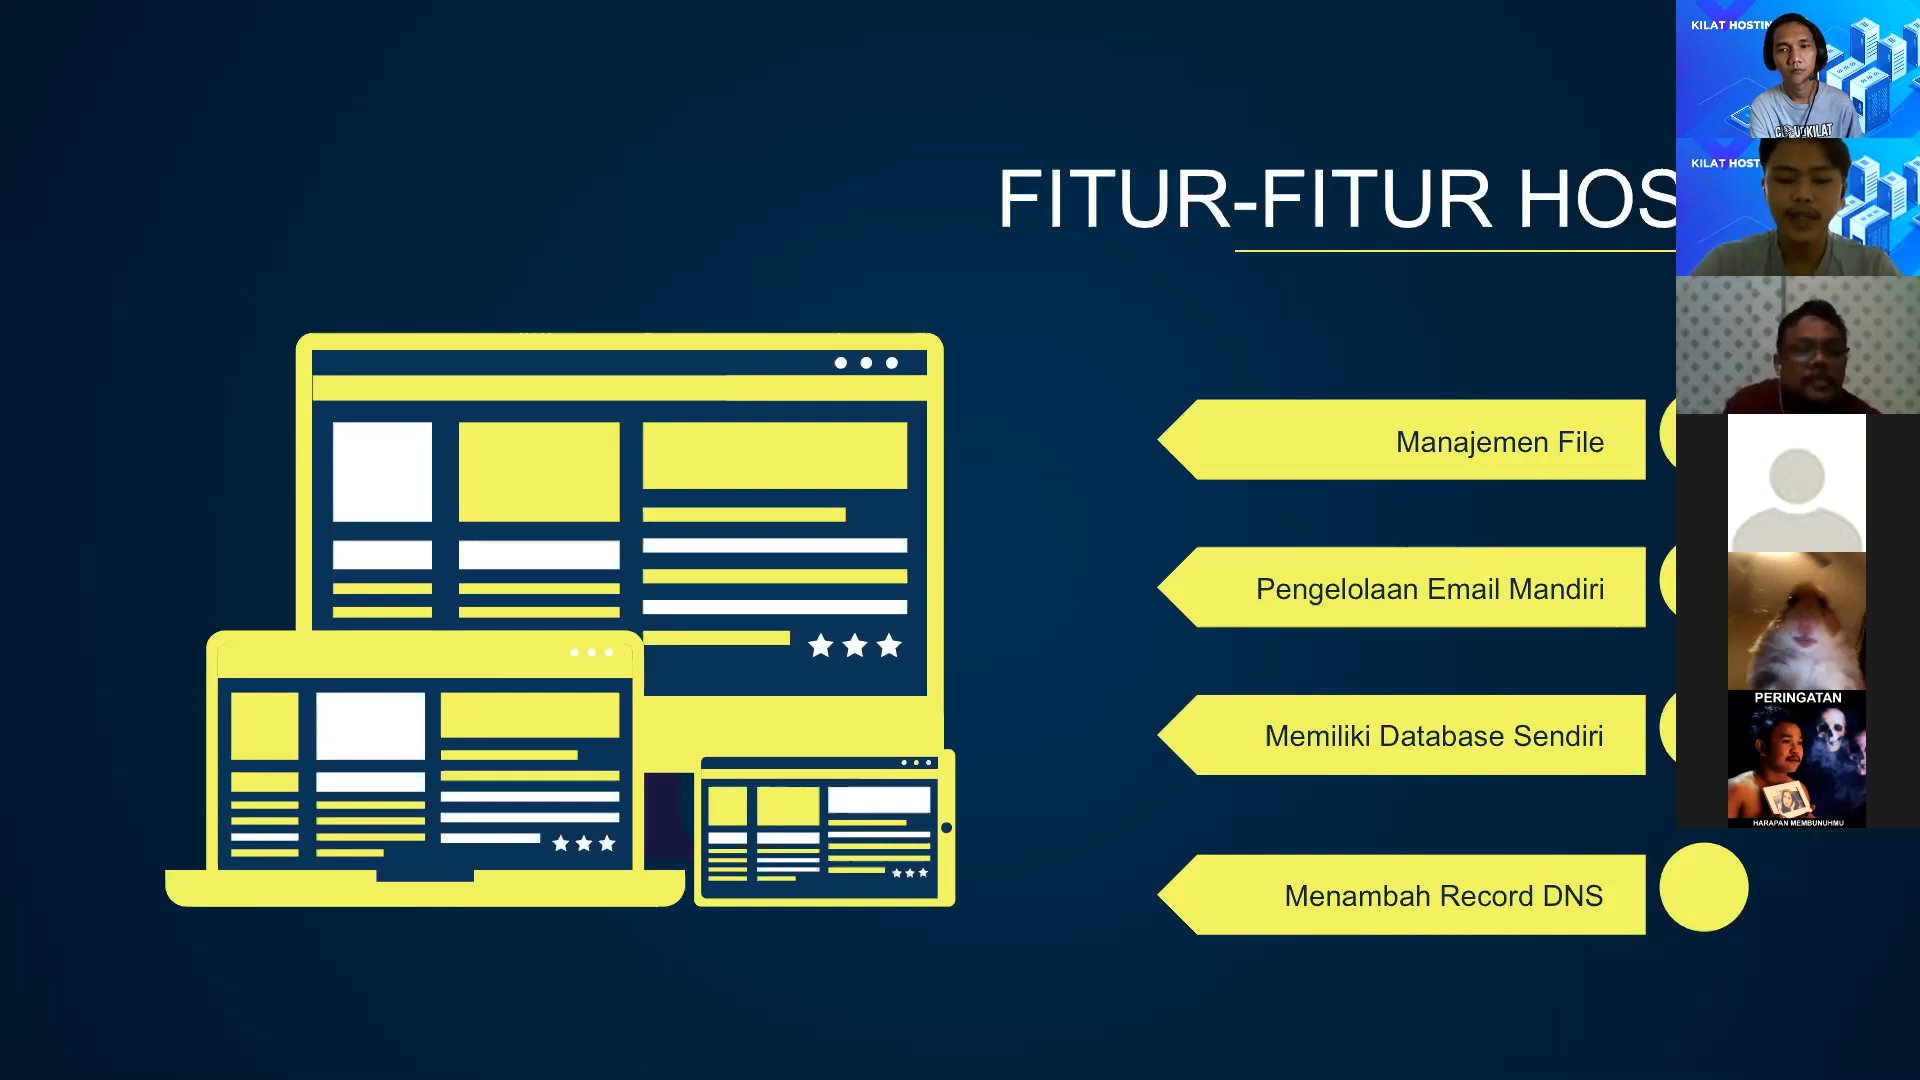 FITUR-FITUR HOS
Manajemen File
Pengelolaan Email Mandiri
Memiliki Database Sendiri
Menambah Record DNS
KILAT HOSTIN
CLOUDKILAT
KILAT HOST
PERINGATAN
HARAPAN MEMBUNUHMU